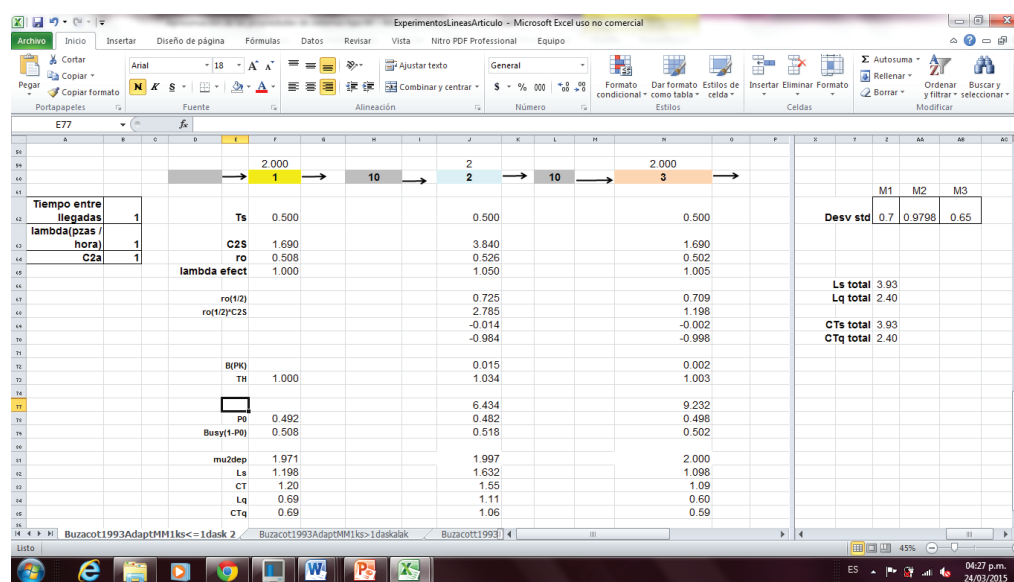 ExperimentosLineasArticulo - Microsoft Excel uso no comercial
Archivo Inicio Insertar Diseño de página Fórmulas Datos Revisar Vista Nitro PDF Professional Equipo
Pegar Cortar Copiar Copiar formato Portapapeles
Arial 18 N K S Fuente
Ajustar texto Combinar y centrar Alineación
General $ % 000 Número
Formato condicional Dar formato como tabla Estilos de celda Estilos
Insertar Eliminar Formato Celdas
Σ Autosuma Rellenar Borrar Ordenar y filtrar Buscar y seleccionar Modificar
E77 fx
A B C D E F G H I J K L M N O P X Y Z AA AB AC
2.000 2 2.000
1 10 2 10 3
M1 M2 M3
Tiempo entre llegadas 1 Ts 0.500 0.500 0.500 Desv std 0.7 0.9798 0.65
lambda(pzas / hora) 1 C2S 1.690 3.840 1.690
C2a 1 ro 0.508 0.526 0.502
lambda efect 1.000 1.050 1.005
Ls total 3.93
ro(1/2) 0.725 0.709 Lq total 2.40
ro(1/2)*C2S 2.785 1.198
-0.014 -0.002 CTs total 3.93
-0.984 -0.998 CTq total 2.40
B(PK) 0.015 0.002
TH 1.000 1.034 1.003
77 6.434 9.232
P0 0.492 0.482 0.498
Busy(1-P0) 0.508 0.518 0.502
mu2dep 1.971 1.997 2.000
Ls 1.198 1.632 1.098
CT 1.20 1.55 1.09
Lq 0.69 1.11 0.60
CTq 0.69 1.06 0.59
Buzacot1993AdaptMM1ks<=1dask 2 Buzacot1993AdaptMM1ks>1daskalak Buzacott1993
Listo 45%
ES 04:27 p.m.
24/03/2015